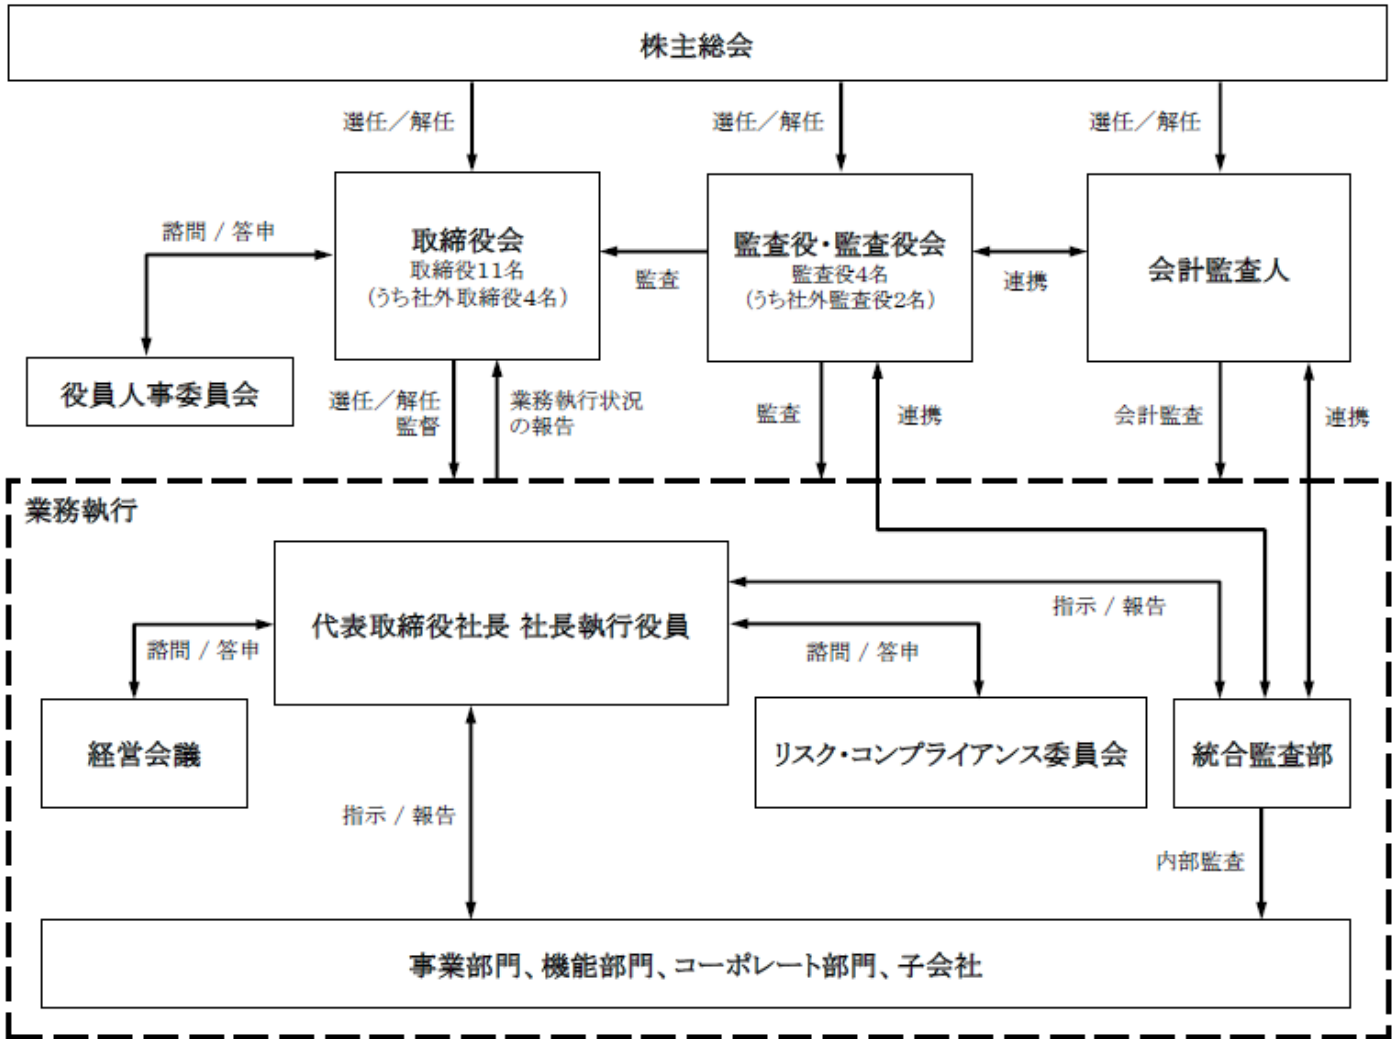 株主総会
選任／解任
選任／解任
選任／解任
諮問 / 答申
取締役会
取締役11名
(うち社外取締役4名)
監査
監査役・監査役会
監査役4名
(うち社外監査役2名)
連携
会計監査人
役員人事委員会
選任／解任
監督
業務執行状況
の報告
監査
連携
会計監査
連携
業務執行
代表取締役社長 社長執行役員
指示 / 報告
諮問 / 答申
諮問 / 答申
経営会議
リスク・コンプライアンス委員会
統合監査部
指示 / 報告
内部監査
事業部門、機能部門、コーポレート部門、子会社